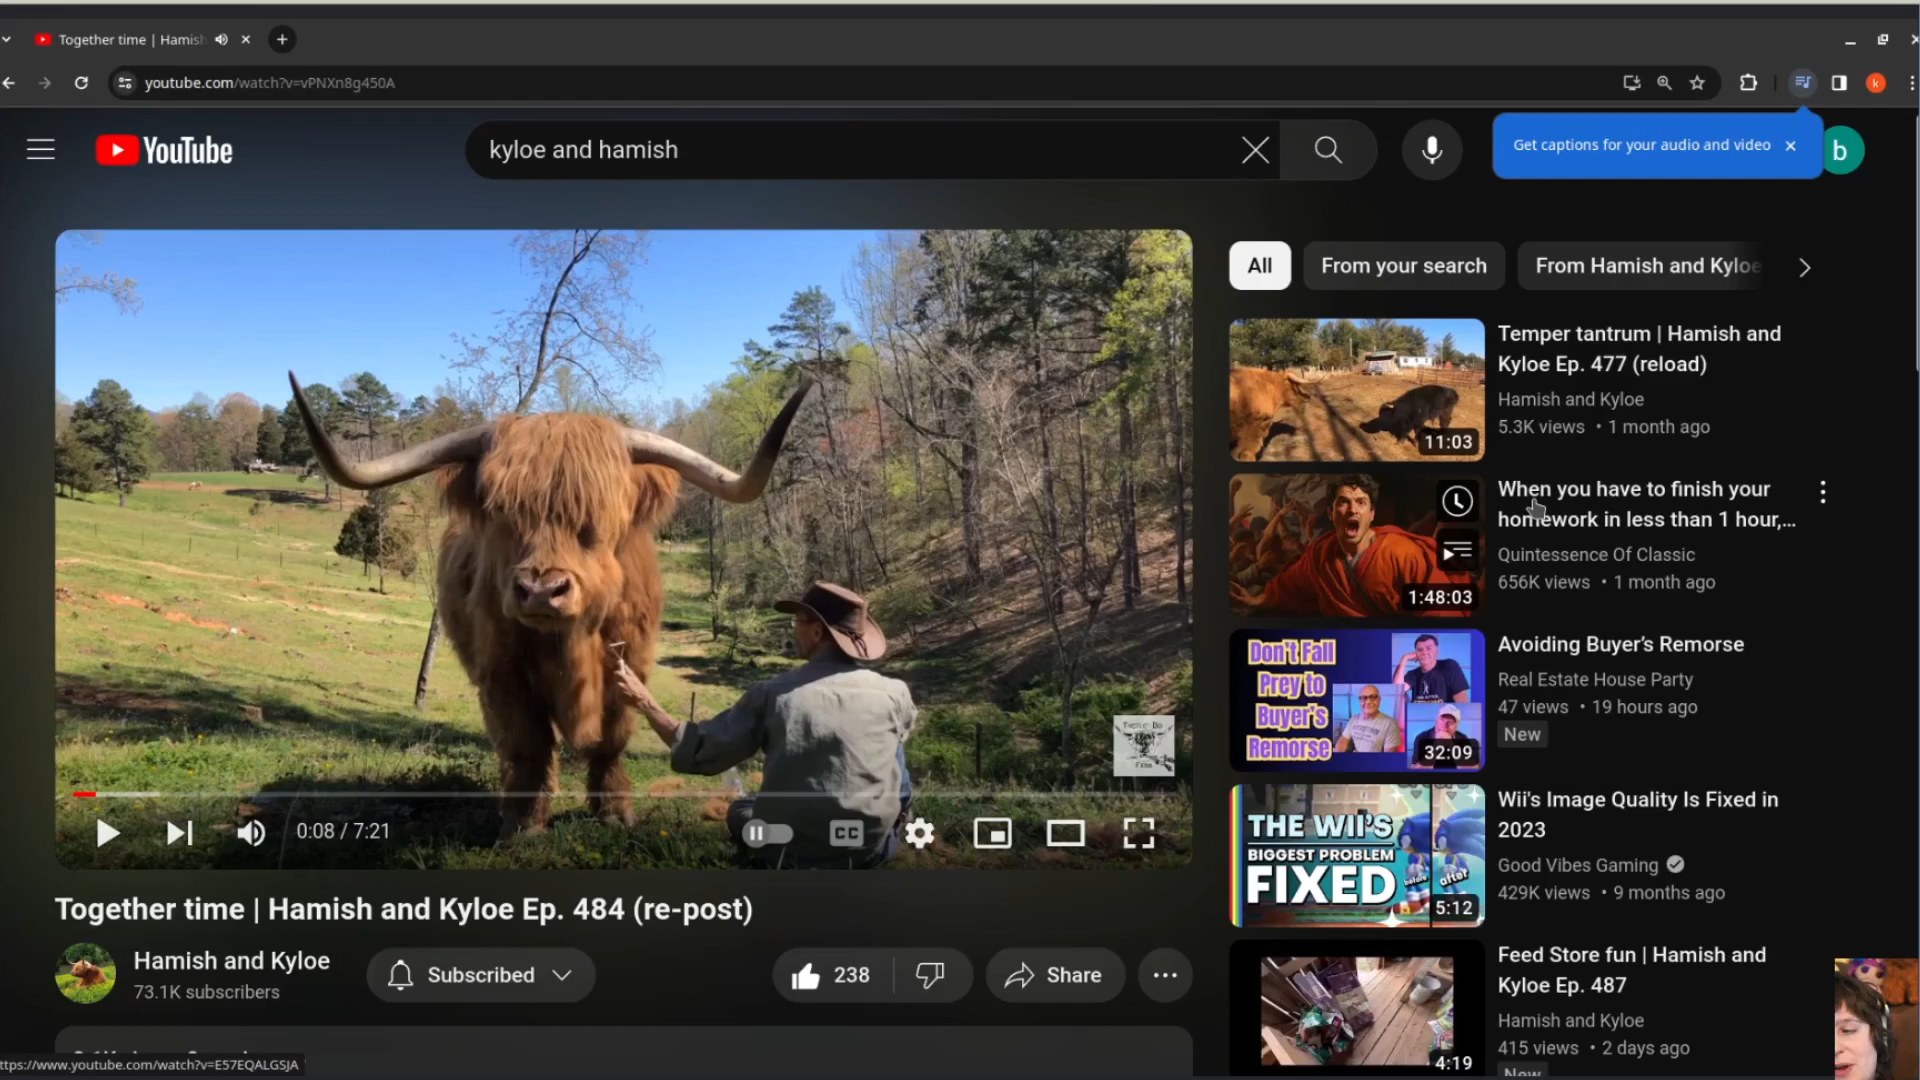 Together time | Hamish
youtube.com/watch?v=vPNXn8g450A
k
YouTube
kyloe and hamish
Get captions for your audio and video
b
All
From your search
From Hamish and Kyloe
Temper tantrum | Hamish and
Kyloe Ep. 477 (reload)
Hamish and Kyloe
5.3K views • 1 month ago
11:03
When you have to finish your
homework in less than 1 hour,...
Quintessence Of Classic
656K views • 1 month ago
1:48:03
Don't Fall
Prey to
Buyer's
Remorse
32:09
Avoiding Buyer's Remorse
Real Estate House Party
47 views • 19 hours ago
New
THE WII'S
BIGGEST PROBLEM
FIXED
before
after
5:12
Wii's Image Quality Is Fixed in
2023
Good Vibes Gaming
429K views • 9 months ago
Feed Store fun | Hamish and
Kyloe Ep. 487
Hamish and Kyloe
415 views • 2 days ago
New
4:19
0:08 / 7:21
CC
Together time | Hamish and Kyloe Ep. 484 (re-post)
Hamish and Kyloe
73.1K subscribers
Subscribed
238
Share
ttps://www.youtube.com/watch?v=E57EQALGSJA